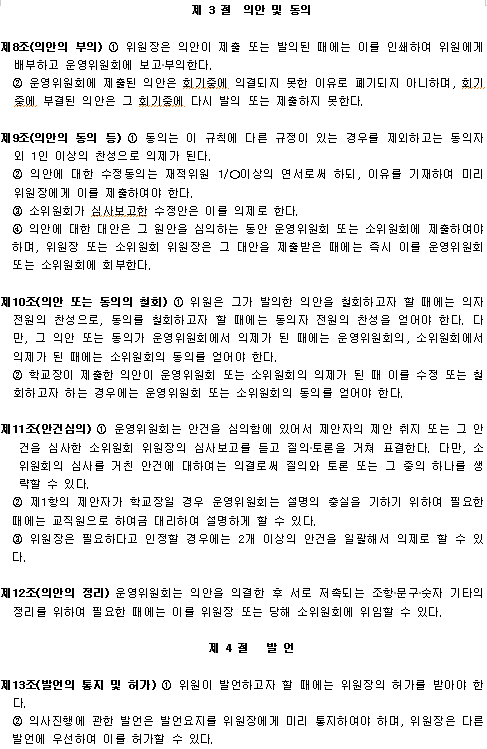 제 3 절 의안 및 동의
제8조(의안의 부의) ① 위원장은 의안이 제출 또는 발의된 때에는 이를 인쇄하여 위원에게
배부하고 운영위원회에 보고·부의한다.
② 운영위원회에 제출된 의안은 회기중에 의결되지 못한 이유로 폐기되지 아니하며, 회기
중에 부결된 의안은 그 회기중에 다시 발의 또는 제출하지 못한다.
제9조(의안의 동의 등) ① 동의는 이 규칙에 다른 규정이 있는 경우를 제외하고는 동의자
외 1인 이상의 찬성으로 의제가 된다.
② 의안에 대한 수정동의는 재적위원 1/○이상의 연서로써 하되, 이유를 기재하여 미리
위원장에게 이를 제출하여야 한다.
③ 소위원회가 심사보고한 수정안은 이를 의제로 한다.
④ 의안에 대한 대안은 그 원안을 심의하는 동안 운영위원회 또는 소위원회에 제출하여야
하며, 위원장 또는 소위원회 위원장은 그 대안을 제출받은 때에는 즉시 이를 운영위원회
또는 소위원회에 회부한다.
제10조(의안 또는 동의의 철회) ① 위원은 그가 발의한 의안을 철회하고자 할 때에는 의자
전원의 찬성으로, 동의를 철회하고자 할 때에는 동의자 전원의 찬성을 얻어야 한다. 다
만, 그 의안 또는 동의가 운영위원회에서 의제가 된 때에는 운영위원회의, 소위원회에서
의제가 된 때에는 소위원회의 동의를 얻어야 한다.
② 학교장이 제출한 의안이 운영위원회 또는 소위원회의 의제가 된 때 이를 수정 또는 철
회하고자 하는 경우에는 운영위원회 또는 소위원회의 동의를 얻어야 한다.
제11조(안건심의) ① 운영위원회는 안건을 심의함에 있어서 제안자의 제안 취지 또는 그 안
건을 심사한 소위원회 위원장의 심사보고를 듣고 질의·토론을 거쳐 표결한다. 다만, 소
위원회의 심사를 거친 안건에 대하여는 의결로써 질의와 토론 또는 그 중의 하나를 생
략할 수 있다.
② 제1항의 제안자가 학교장일 경우 운영위원회는 설명의 충실을 기하기 위하여 필요한
때에는 교직원으로 하여금 대리하여 설명하게 할 수 있다.
③ 위원장은 필요하다고 인정할 경우에는 2개 이상의 안건을 일괄해서 의제로 할 수 있
다.
제12조(의안의 정리) 운영위원회는 의안을 의결한 후 서로 저촉되는 조항·문구·숫자 기타의
정리를 위하여 필요한 때에는 이를 위원장 또는 당해 소위원회에 위임할 수 있다.
제 4 절 발 언
제13조(발언의 통지 및 허가) ① 위원이 발언하고자 할 때에는 위원장의 허가를 받아야 한
다.
② 의사진행에 관한 발언은 발언요지를 위원장에게 미리 통지하여야 하며, 위원장은 다른
발언에 우선하여 이를 허가할 수 있다.